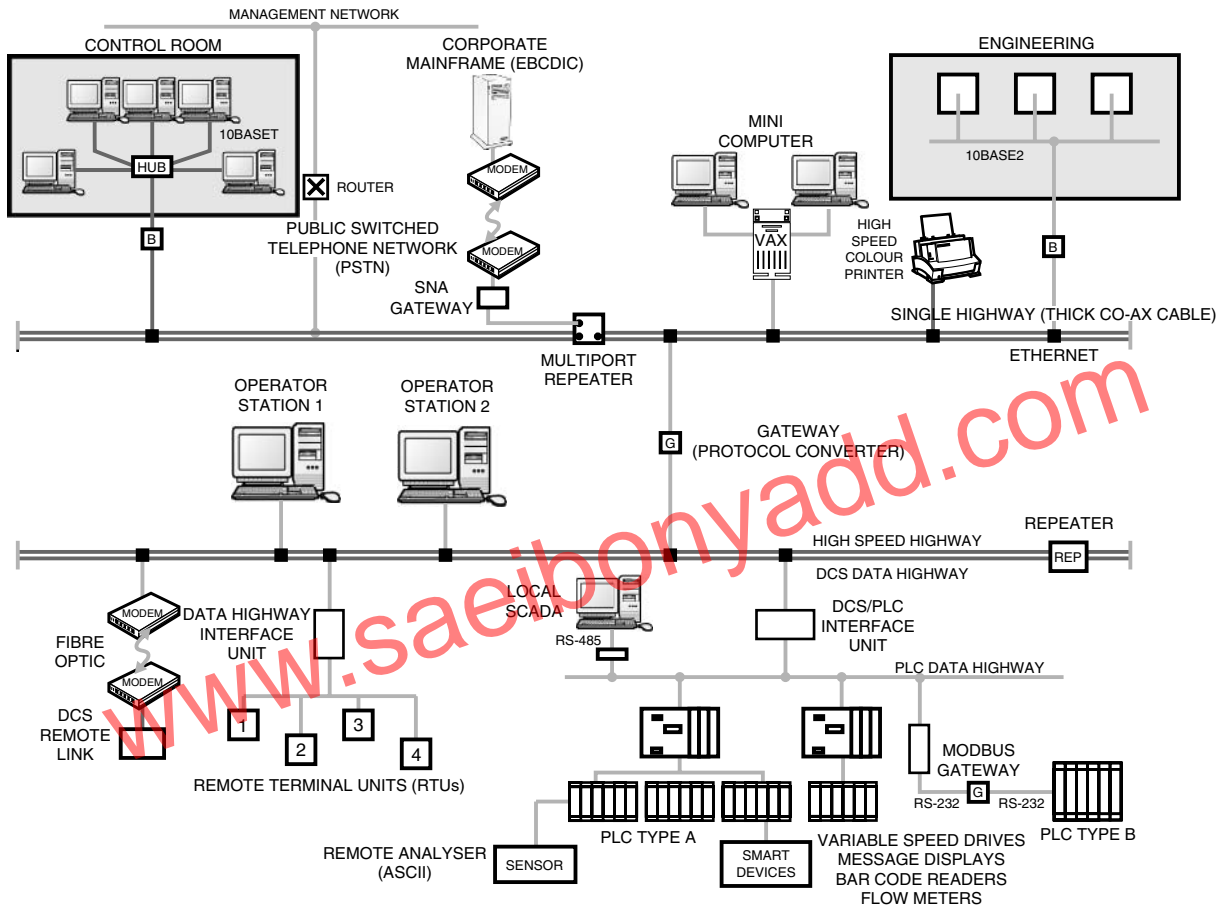 MANAGEMENT NETWORK
CONTROL ROOM
10BASET
HUB
B
ROUTER
CORPORATE
MAINFRAME (EBCDIC)
MODEM
PUBLIC SWITCHED
TELEPHONE NETWORK
(PSTN)
MODEM
SNA
GATEWAY
MINI
COMPUTER
VAX
HIGH
SPEED
COLOUR
PRINTER
ENGINEERING
10BASE2
B
SINGLE HIGHWAY (THICK CO-AX CABLE)
ETHERNET
MULTIPORT
REPEATER
OPERATOR
STATION 1
OPERATOR
STATION 2
G
GATEWAY
(PROTOCOL CONVERTER)
HIGH SPEED HIGHWAY
DCS DATA HIGHWAY
REPEATER
REP
MODEM
FIBRE
OPTIC
MODEM
DCS
REMOTE
LINK
DATA HIGHWAY
INTERFACE
UNIT
1
2
3
4
REMOTE TERMINAL UNITS (RTUs)
LOCAL
SCADA
RS-485
DCS/PLC
INTERFACE
UNIT
PLC DATA HIGHWAY
MODBUS
GATEWAY
RS-232
G
RS-232
PLC TYPE A
PLC TYPE B
REMOTE ANALYSER
(ASCII)
SENSOR
SMART
DEVICES
VARIABLE SPEED DRIVES
MESSAGE DISPLAYS
BAR CODE READERS
FLOW METERS
www.saeibonyadd.com